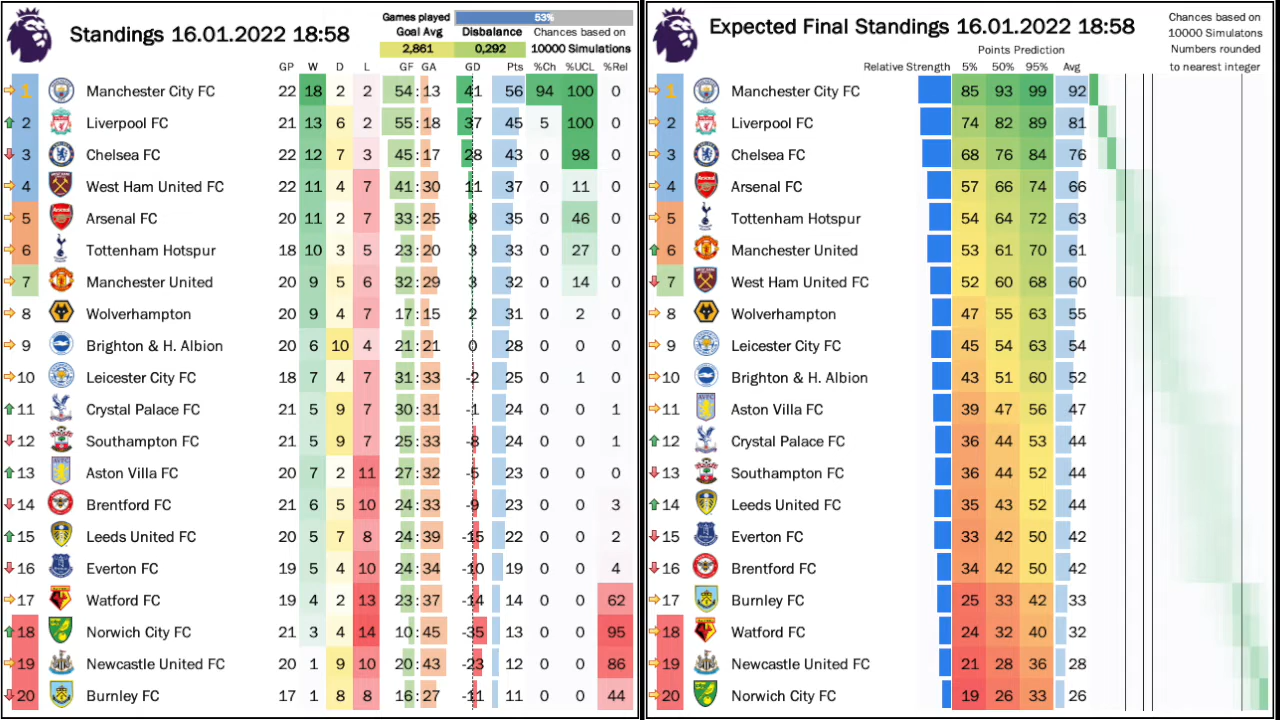 Standings 16.01.2022 18:58
Games played 53%
Goal Avg Disbalance Chances based on
2,861 0,292 10000 Simulations
GP W D L GF GA GD Pts %Ch %UCL %Rel
1 Manchester City FC 22 18 2 2 54 : 13 41 56 94 100 0
2 Liverpool FC 21 13 6 2 55 : 18 37 45 5 100 0
3 Chelsea FC 22 12 7 3 45 : 17 28 43 0 98 0
4 West Ham United FC 22 11 4 7 41 : 30 11 37 0 11 0
5 Arsenal FC 20 11 2 7 33 : 25 8 35 0 46 0
6 Tottenham Hotspur 18 10 3 5 23 : 20 3 33 0 27 0
7 Manchester United 20 9 5 6 32 : 29 3 32 0 14 0
8 Wolverhampton 20 9 4 7 17 : 15 2 31 0 2 0
9 Brighton & H. Albion 20 6 10 4 21 : 21 0 28 0 0 0
10 Leicester City FC 18 7 4 7 31 : 33 -2 25 0 1 0
11 Crystal Palace FC 21 5 9 7 30 : 31 -1 24 0 0 1
12 Southampton FC 21 5 9 7 25 : 33 -8 24 0 0 1
13 Aston Villa FC 20 7 2 11 27 : 32 -5 23 0 0 0
14 Brentford FC 21 6 5 10 24 : 33 -9 23 0 0 3
15 Leeds United FC 20 5 7 8 24 : 39 -15 22 0 0 2
16 Everton FC 19 5 4 10 24 : 34 -10 19 0 0 4
17 Watford FC 19 4 2 13 23 : 37 -14 14 0 0 62
18 Norwich City FC 21 3 4 14 10 : 45 -35 13 0 0 95
19 Newcastle United FC 20 1 9 10 20 : 43 -23 12 0 0 86
20 Burnley FC 17 1 8 8 16 : 27 -11 11 0 0 44
Expected Final Standings 16.01.2022 18:58
Chances based on
10000 Simulatons
Numbers rounded
to nearest integer
Points Prediction
Relative Strength 5% 50% 95% Avg
1 Manchester City FC 85 93 99 92
2 Liverpool FC 74 82 89 81
3 Chelsea FC 68 76 84 76
4 Arsenal FC 57 66 74 66
5 Tottenham Hotspur 54 64 72 63
6 Manchester United 53 61 70 61
7 West Ham United FC 52 60 68 60
8 Wolverhampton 47 55 63 55
9 Leicester City FC 45 54 63 54
10 Brighton & H. Albion 43 51 60 52
11 Aston Villa FC 39 47 56 47
12 Crystal Palace FC 36 44 53 44
13 Southampton FC 36 44 52 44
14 Leeds United FC 35 43 52 44
15 Everton FC 33 42 50 42
16 Brentford FC 34 42 50 42
17 Burnley FC 25 33 42 33
18 Watford FC 24 32 40 32
19 Newcastle United FC 21 28 36 28
20 Norwich City FC 19 26 33 26